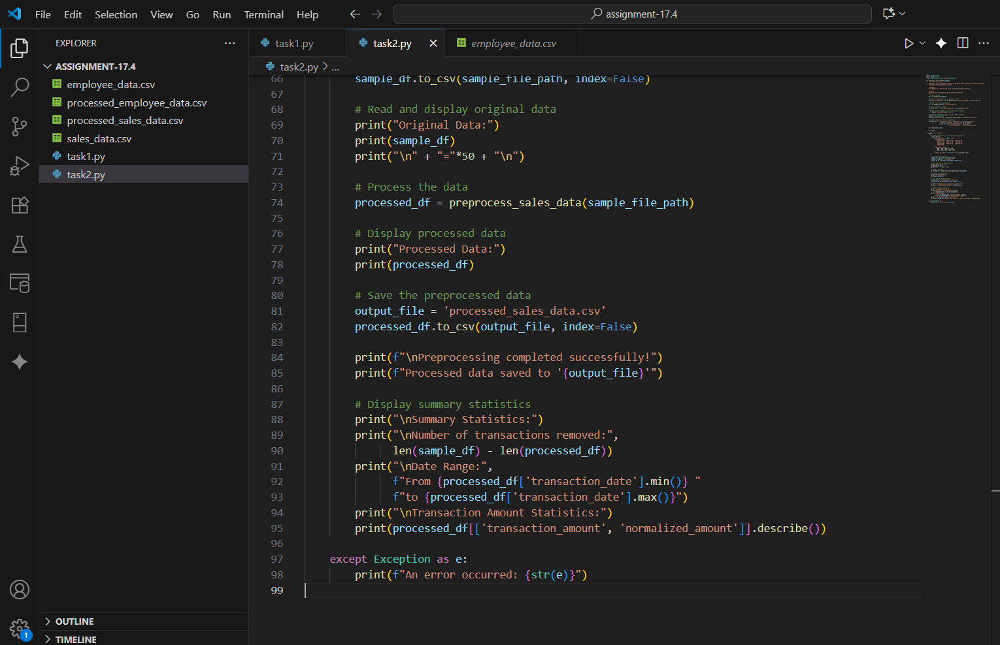 File Edit Selection View Go Run Terminal Help
assignment-17.4
EXPLORER
ASSIGNMENT-17.4
employee_data.csv
processed_employee_data.csv
processed_sales_data.csv
sales_data.csv
task1.py
task2.py
OUTLINE
TIMELINE
1
task1.py task2.py employee_data.csv
task2.py > ...
66 sample_df.to_csv(sample_file_path, index=False)
67
68 # Read and display original data
69 print("Original Data:")
70 print(sample_df)
71 print("\n" + "="*50 + "\n")
72
73 # Process the data
74 processed_df = preprocess_sales_data(sample_file_path)
75
76 # Display processed data
77 print("Processed Data:")
78 print(processed_df)
79
80 # Save the preprocessed data
81 output_file = 'processed_sales_data.csv'
82 processed_df.to_csv(output_file, index=False)
83
84 print(f"\nPreprocessing completed successfully!")
85 print(f"Processed data saved to '{output_file}'")
86
87 # Display summary statistics
88 print("\nSummary Statistics:")
89 print("\nNumber of transactions removed:",
90 len(sample_df) - len(processed_df))
91 print("\nDate Range:",
92 f"From {processed_df['transaction_date'].min()} "
93 f"to {processed_df['transaction_date'].max()}")
94 print("\nTransaction Amount Statistics:")
95 print(processed_df[['transaction_amount', 'normalized_amount']].describe())
96
97 except Exception as e:
98 print(f"An error occurred: {str(e)}")
99